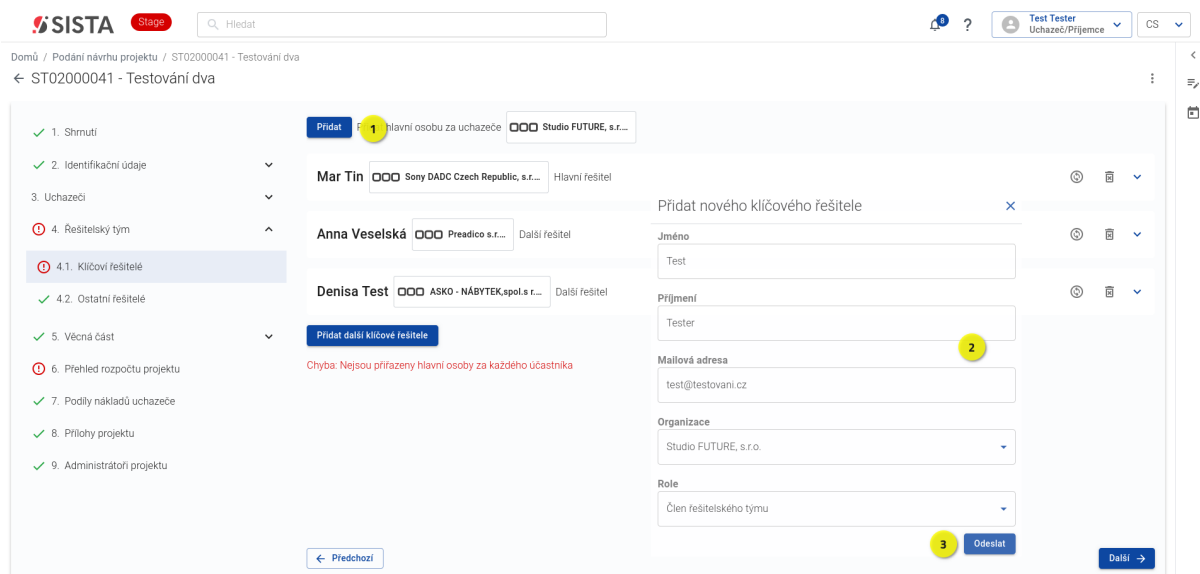 SISTA
Stage
Hledat
8
?
Test Tester
Uchazeč/Příjemce
CS
Domů / Podání návrhu projektu / ST02000041 - Testování dva
ST02000041 - Testování dva
1. Shrnutí
2. Identifikační údaje
3. Uchazeči
4. Řešitelský tým
4.1. Klíčoví řešitelé
4.2. Ostatní řešitelé
5. Věcná část
6. Přehled rozpočtu projektu
7. Podíly nákladů uchazeče
8. Přílohy projektu
9. Administrátoři projektu
Přidat
1
hlavní osobu za uchazeče
Studio FUTURE, s.r....
Mar Tin
Sony DADC Czech Republic, s.r....
Hlavní řešitel
Anna Veselská
Preadico s.r....
Další řešitel
Denisa Test
ASKO - NÁBYTEK,spol.s r....
Další řešitel
Přidat další klíčové řešitele
Chyba: Nejsou přiřazeny hlavní osoby za každého účastníka
Přidat nového klíčového řešitele
Jméno
Test
Příjmení
Tester
2
Mailová adresa
test@testovani.cz
Organizace
Studio FUTURE, s.r.o.
Role
Člen řešitelského týmu
3
Odeslat
Předchozí
Další